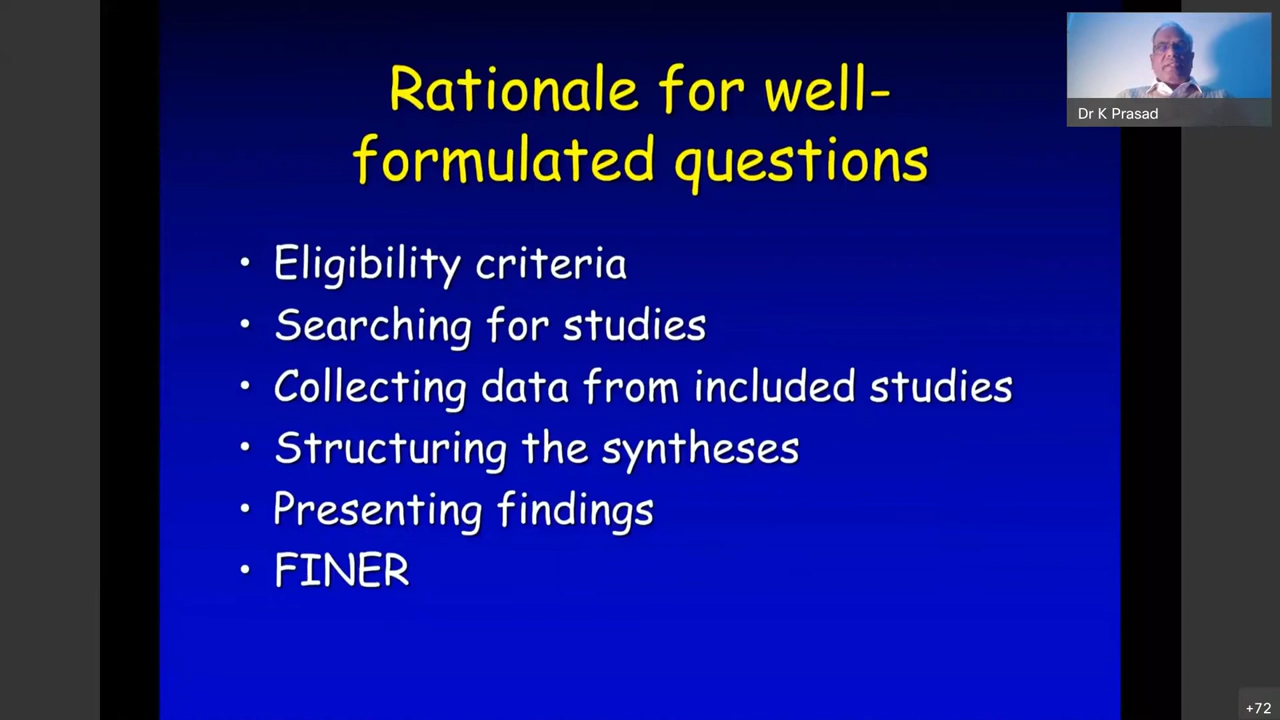 Rationale for well-
formulated questions
Dr K Prasad
• Eligibility criteria
• Searching for studies
• Collecting data from included studies
• Structuring the syntheses
• Presenting findings
• FINER
+72